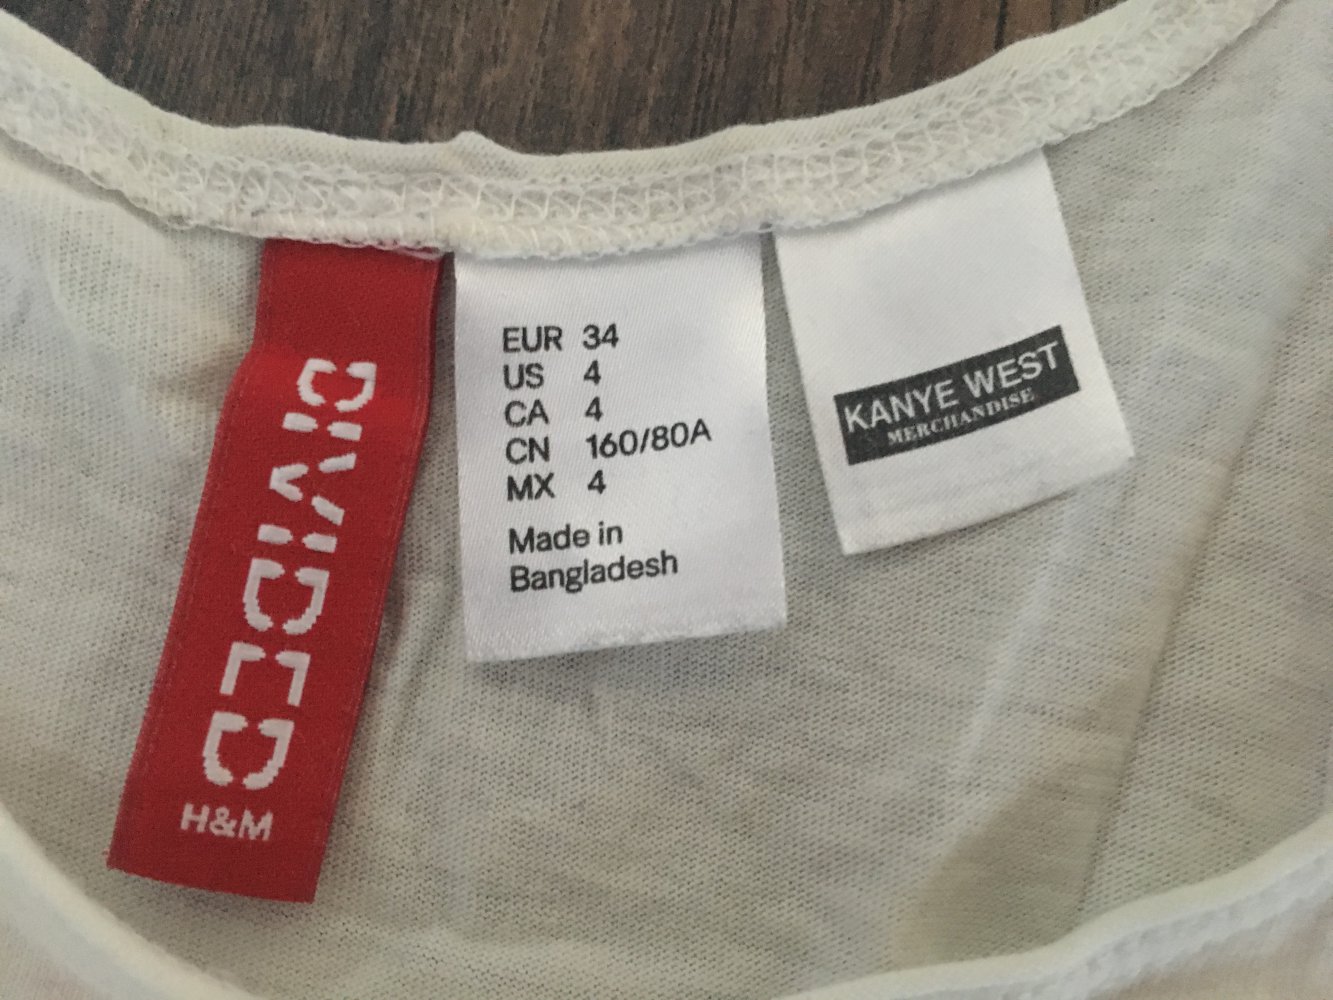 DIVIDED
H&M
EUR 34
US 4
CA 4
CN 160/80A
MX 4
Made in
Bangladesh
KANYE WEST
MERCHANDISE